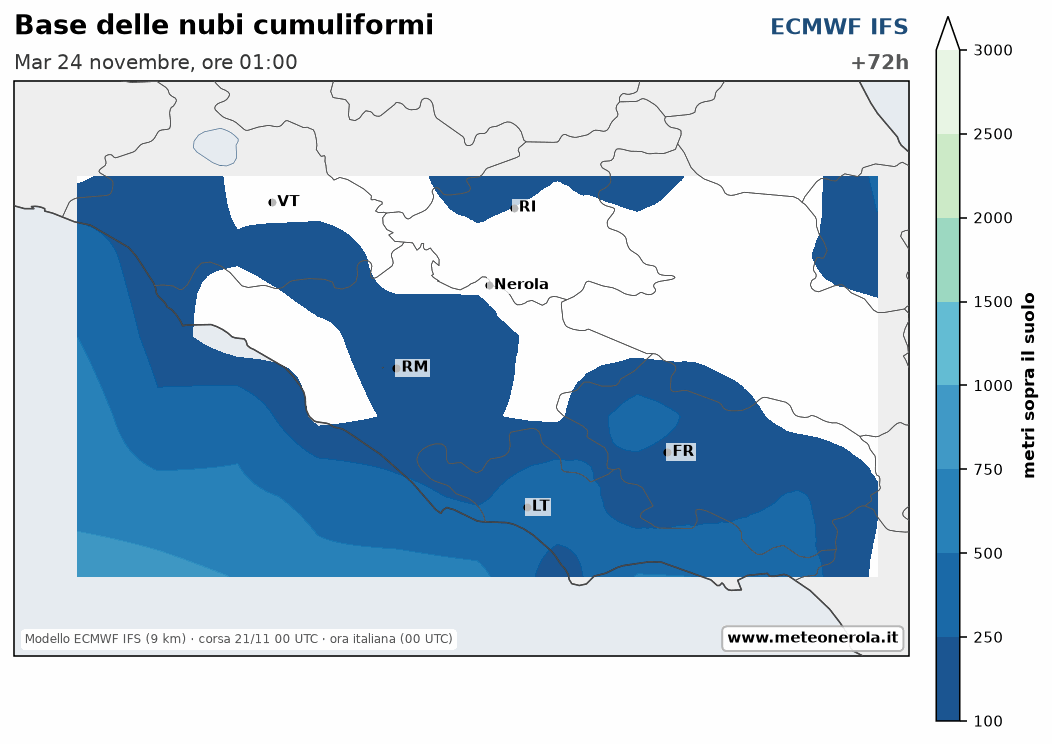 Base delle nubi cumuliformi
ECMWF IFS
Mar 24 novembre, ore 01:00
+72h
3000
2500
2000
1500
1000
750
500
250
100
metri sopra il suolo
VT
RI
Nerola
RM
FR
LT
Modello ECMWF IFS (9 km) · corsa 21/11 00 UTC · ora italiana (00 UTC)
www.meteonerola.it